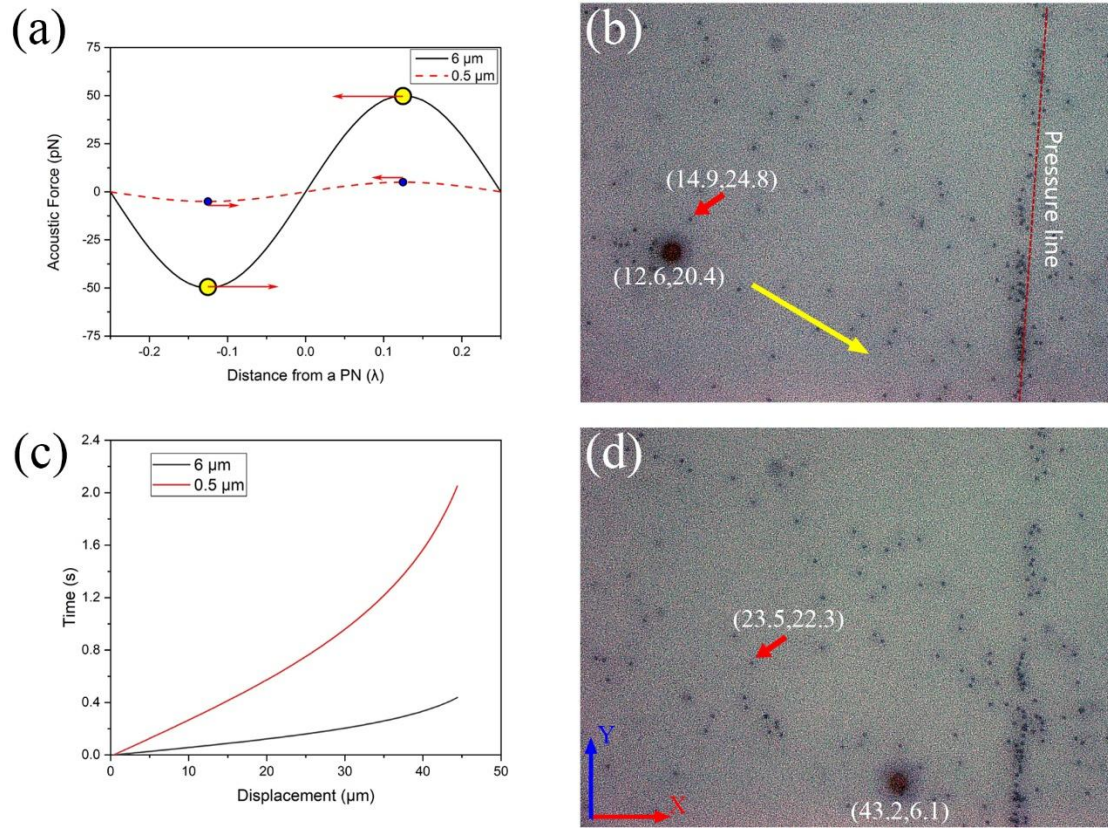 (a)
75
50
25
0
-25
-50
-75
Acoustic Force (pN)
6 µm
0.5 µm
-0.2
-0.1
0.0
0.1
0.2
Distance from a PN (λ)
(b)
(14.9,24.8)
(12.6,20.4)
Pressure line
(c)
2.4
2.0
1.6
1.2
0.8
0.4
0.0
Time (s)
6 µm
0.5 µm
0
10
20
30
40
50
Displacement (µm)
(d)
(23.5,22.3)
Y
X
(43.2,6.1)